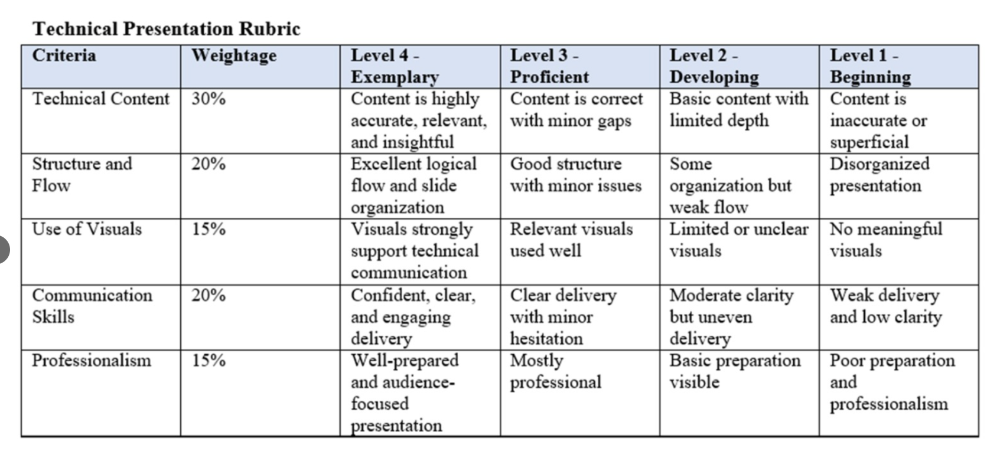 Technical Presentation Rubric
Criteria
Weightage
Level 4 -
Exemplary
Level 3 -
Proficient
Level 2 -
Developing
Level 1 -
Beginning
Technical Content
30%
Content is highly
accurate, relevant,
and insightful
Content is correct
with minor gaps
Basic content with
limited depth
Content is
inaccurate or
superficial
Structure and
Flow
20%
Excellent logical
flow and slide
organization
Good structure
with minor issues
Some
organization but
weak flow
Disorganized
presentation
Use of Visuals
15%
Visuals strongly
support technical
communication
Relevant visuals
used well
Limited or unclear
visuals
No meaningful
visuals
Communication
Skills
20%
Confident, clear,
and engaging
delivery
Clear delivery
with minor
hesitation
Moderate clarity
but uneven
delivery
Weak delivery
and low clarity
Professionalism
15%
Well-prepared
and audience-
focused
presentation
Mostly
professional
Basic preparation
visible
Poor preparation
and
professionalism